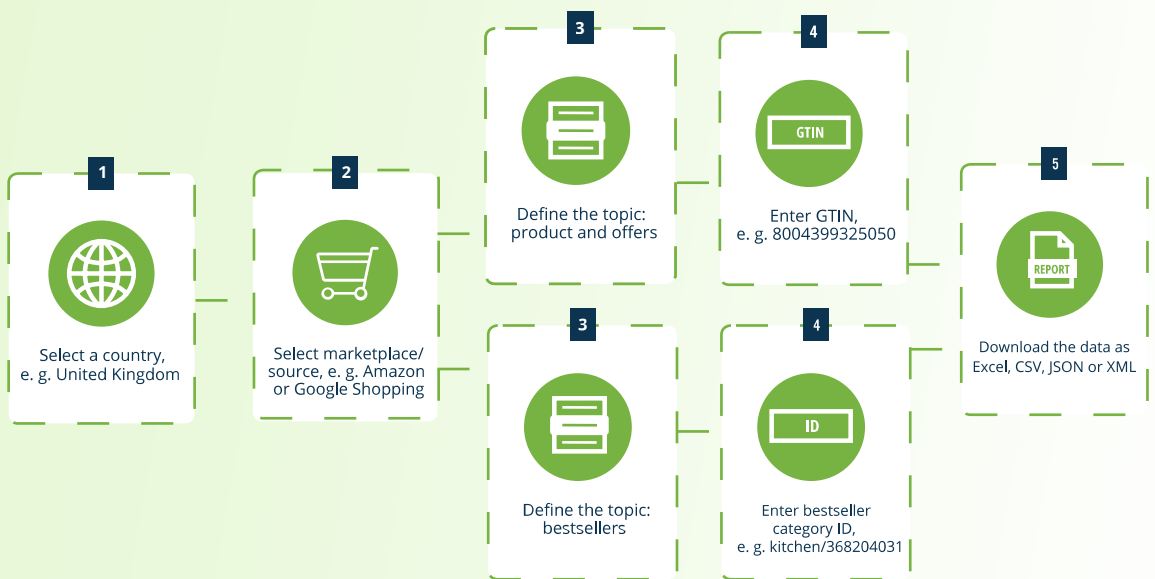 1
Select a country,
e. g. United Kingdom
2
Select marketplace/
source, e. g. Amazon
or Google Shopping
3
Define the topic:
product and offers
4
GTIN
Enter GTIN,
e. g. 8004399325050
3
Define the topic:
bestsellers
4
ID
Enter bestseller
category ID,
e. g. kitchen/368204031
5
REPORT
Download the data as
Excel, CSV, JSON or XML